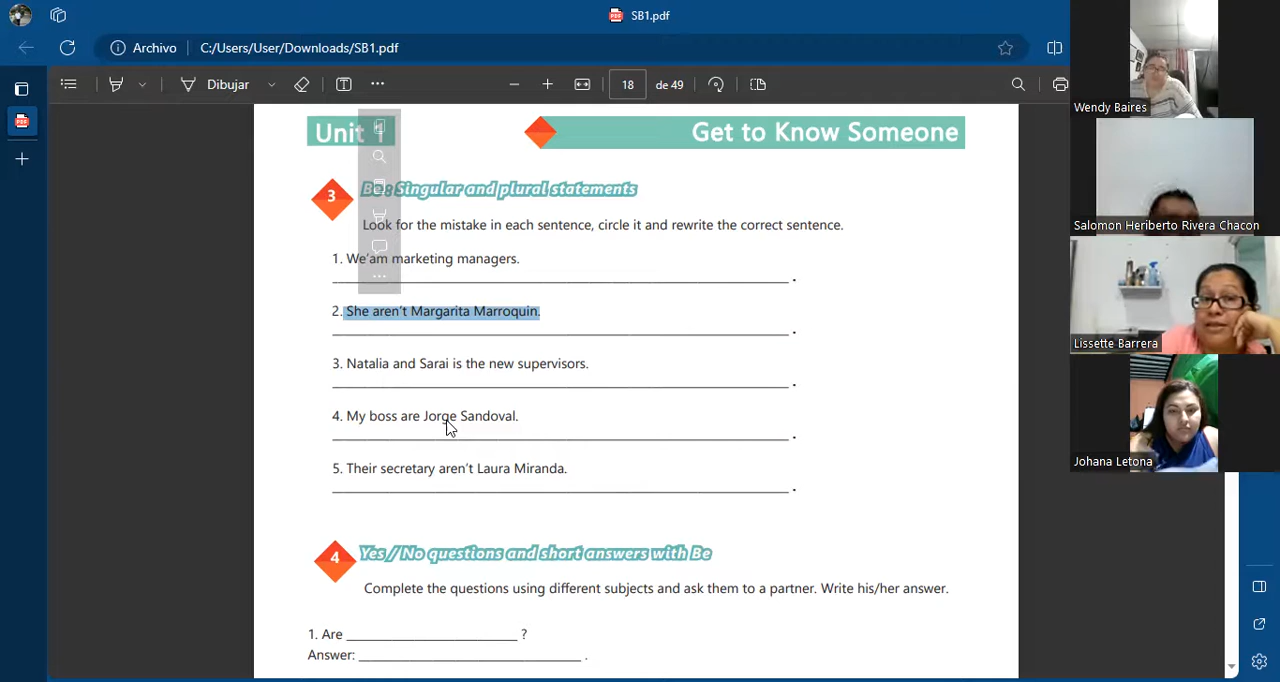 SB1.pdf
Archivo C:/Users/User/Downloads/SB1.pdf
Dibujar 18 de 49
Unit 1 Get to Know Someone
3 Be: Singular and plural statements
Look for the mistake in each sentence, circle it and rewrite the correct sentence.
1. We'am marketing managers.
2. She aren't Margarita Marroquin.
3. Natalia and Sarai is the new supervisors.
4. My boss are Jorge Sandoval.
5. Their secretary aren't Laura Miranda.
4 Yes / No questions and short answers with Be
Complete the questions using different subjects and ask them to a partner. Write his/her answer.
1. Are ?
Answer: .
Wendy Baires
Salomon Heriberto Rivera Chacon
Lissette Barrera
Johana Letona